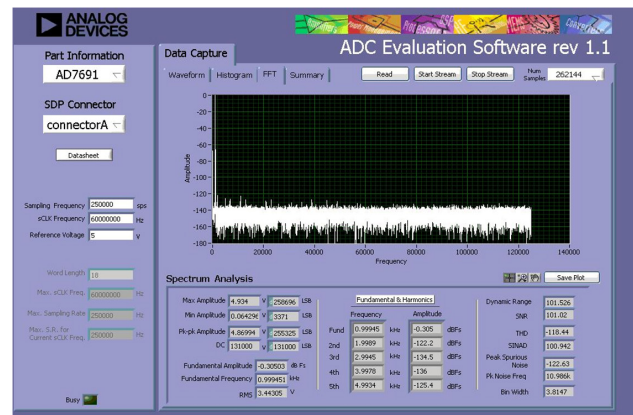 ANALOG
DEVICES
ADC Evaluation Software rev 1.1
Part Information
AD7691
SDP Connector
connectorA
Datasheet
Sampling Frequency 250000 sps
sCLK Frequency 60000000 Hz
Reference Voltage 5 V
Word Length 18
Max. sCLK Freq. 60000000 Hz
Max. Sampling Rate 250000 Hz
Max. S.R. for
Current sCLK Freq. 250000 Hz
Busy
Data Capture
Waveform Histogram FFT Summary
Read Start Stream Stop Stream Num Samples 262144
Amplitude
0
-20
-40
-60
-80
-100
-120
-140
-160
-180
0 20000 40000 60000 80000 100000 120000 140000
Frequency
Spectrum Analysis
Save Plot
Max Amplitude 4.934 V 258696 LSB
Min Amplitude 0.064296 V 3371 LSB
Pk-pk Amplitude 4.86994 V 255325 LSB
DC 131000 V 131000 LSB
Fundamental Amplitude -0.30503 dB Fs
Fundamental Frequency 0.999451 kHz
RMS 3.44305 V
Fundamental & Harmonics
Frequency Amplitude
Fund 0.99945 kHz -0.305 dBFs
2nd 1.9989 kHz -122.2 dBFs
3rd 2.9945 kHz -134.5 dBFs
4th 3.9978 kHz -136 dBFs
5th 4.9934 kHz -125.4 dBFs
Dynamic Range 101.526
SNR 101.02
THD -118.44
SINAD 100.942
Peak Spurious
Noise -122.63
Pk Noise Freq 10.986k
Bin Width 3.8147